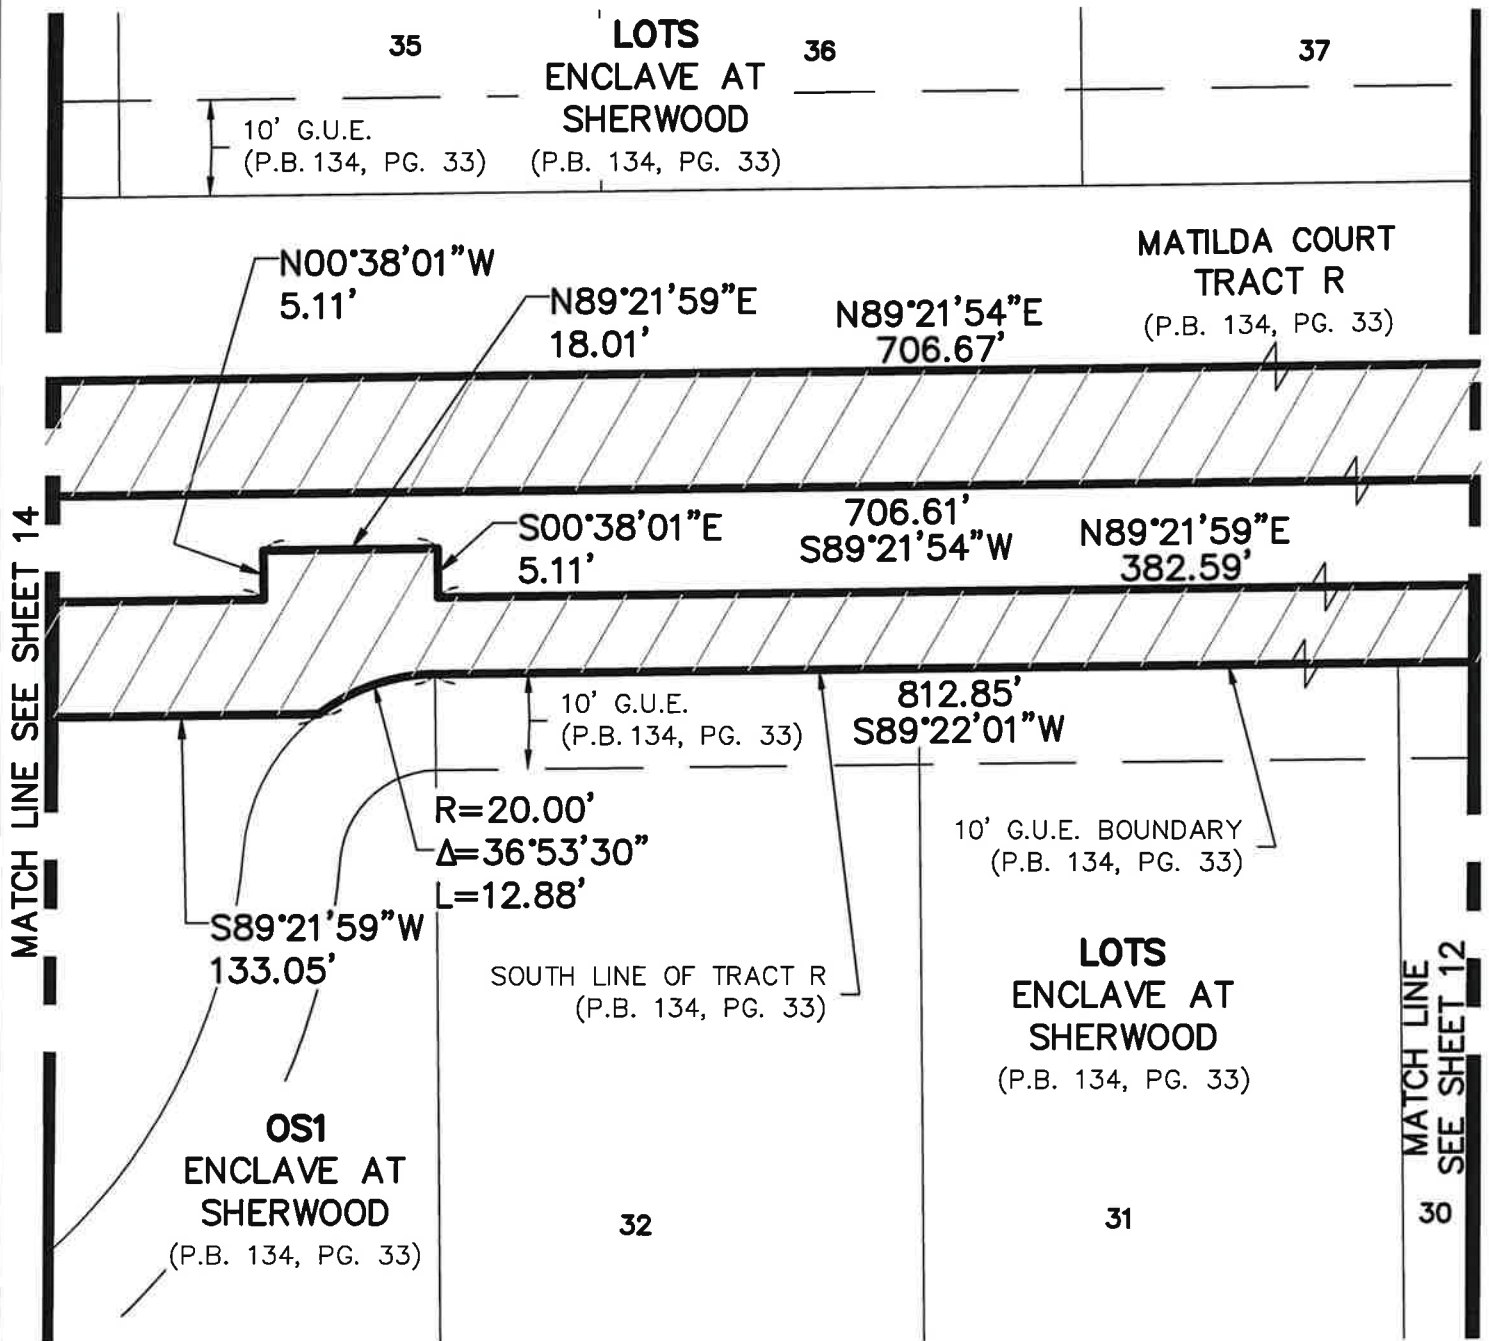 35
LOTS
ENCLAVE AT
SHERWOOD
(P.B. 134, PG. 33)
36
37
10' G.U.E.
(P.B. 134, PG. 33)
MATILDA COURT
TRACT R
(P.B. 134, PG. 33)
N00°38'01"W
5.11'
N89°21'59"E
18.01'
N89°21'54"E
706.67'
S00°38'01"E
5.11'
706.61'
S89°21'54"W
N89°21'59"E
382.59'
MATCH LINE SEE SHEET 14
10' G.U.E.
(P.B. 134, PG. 33)
812.85'
S89°22'01"W
R=20.00'
Δ=36°53'30"
L=12.88'
10' G.U.E. BOUNDARY
(P.B. 134, PG. 33)
S89°21'59"W
133.05'
SOUTH LINE OF TRACT R
(P.B. 134, PG. 33)
LOTS
ENCLAVE AT
SHERWOOD
(P.B. 134, PG. 33)
MATCH LINE
SEE SHEET 12
OS1
ENCLAVE AT
SHERWOOD
(P.B. 134, PG. 33)
32
31
30